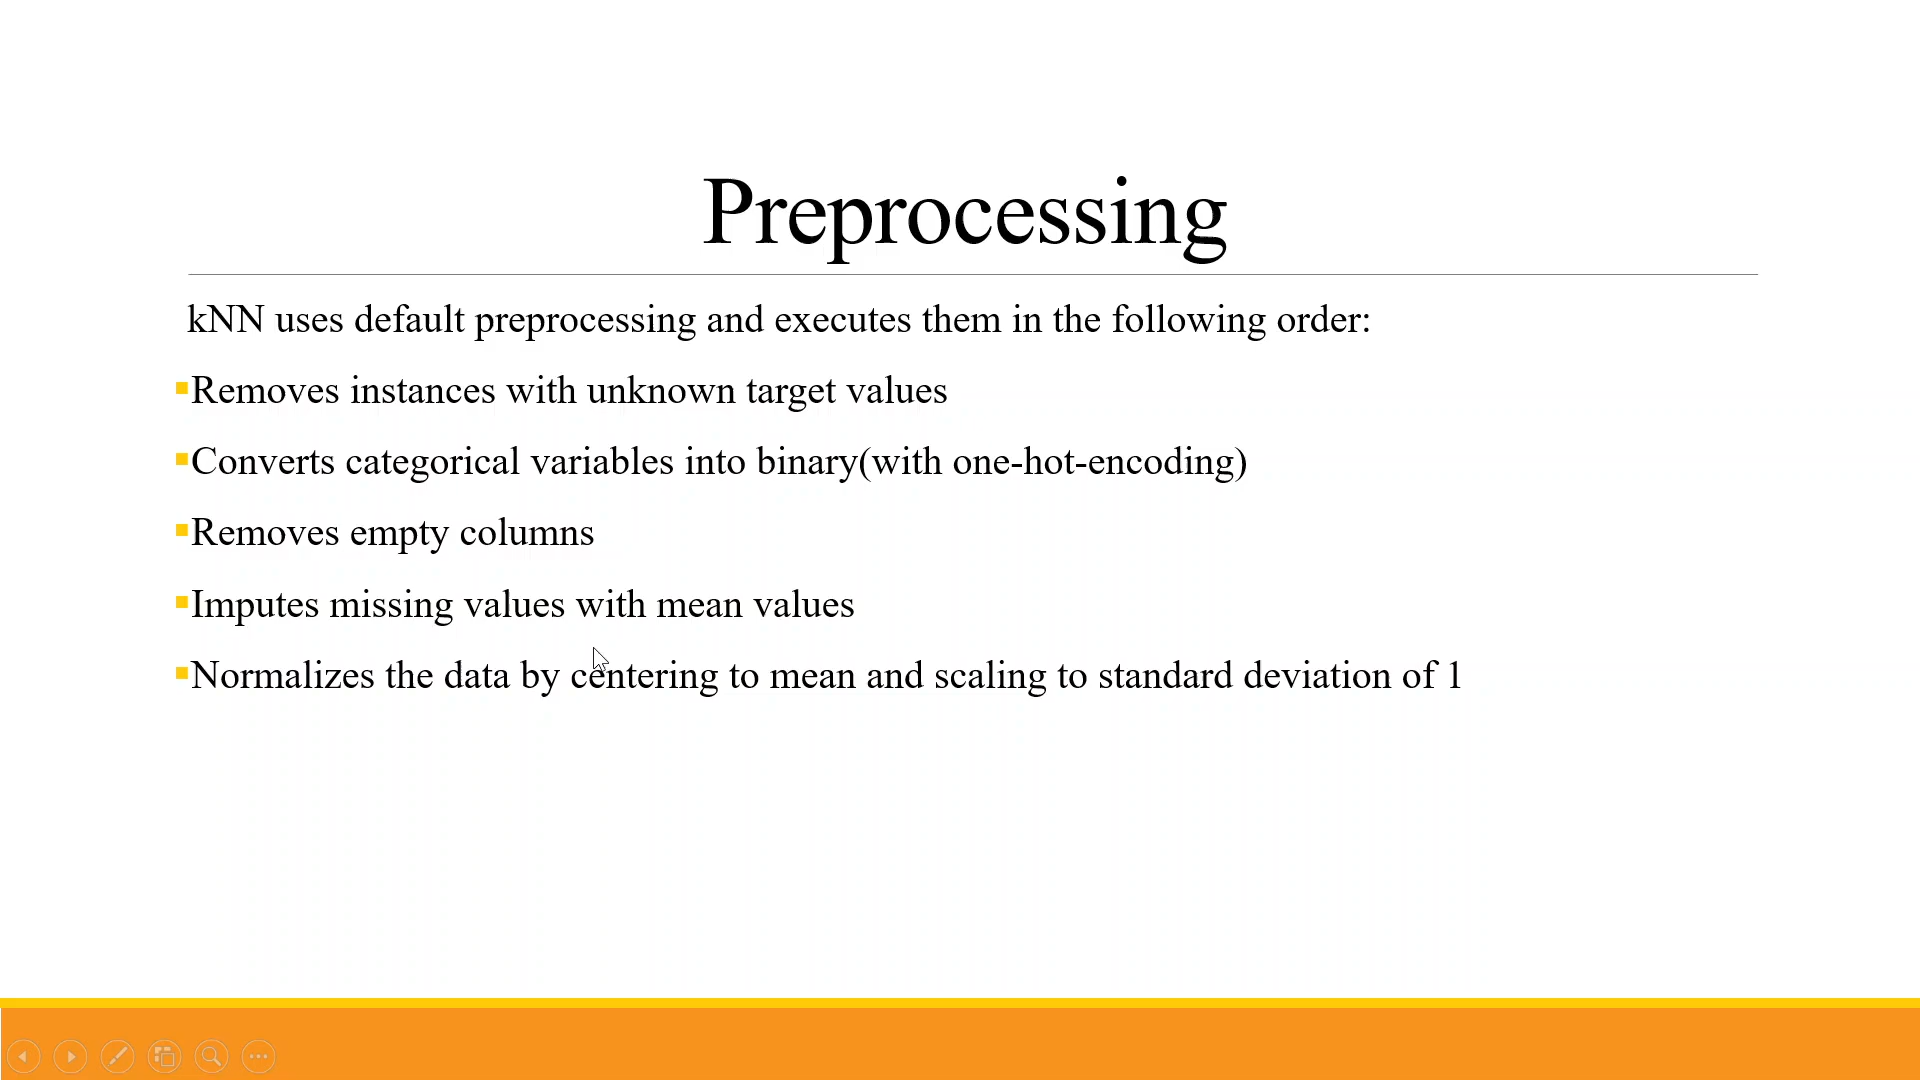 Preprocessing
kNN uses default preprocessing and executes them in the following order:
Removes instances with unknown target values
Converts categorical variables into binary(with one-hot-encoding)
Removes empty columns
Imputes missing values with mean values
Normalizes the data by centering to mean and scaling to standard deviation of 1